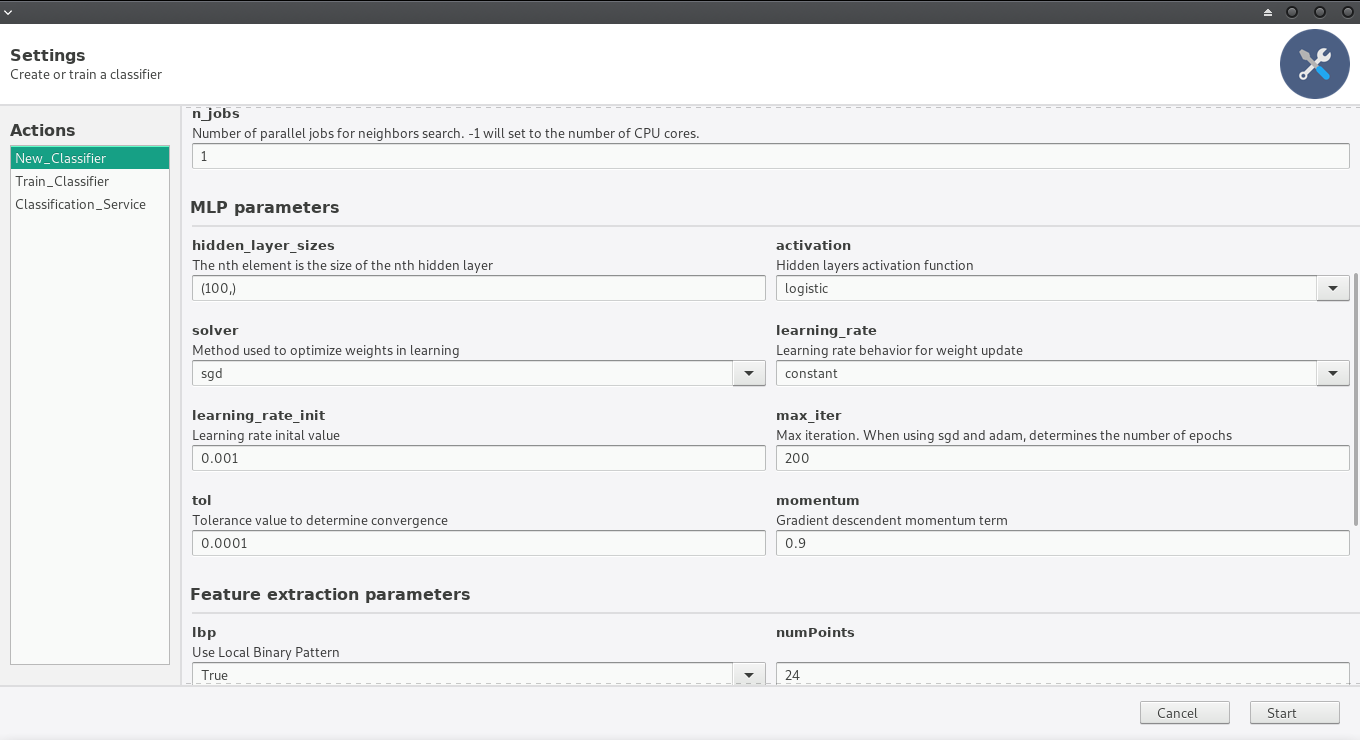 Settings
Create or train a classifier
Actions
New_Classifier
Train_Classifier
Classification_Service
n_jobs
Number of parallel jobs for neighbors search. -1 will set to the number of CPU cores.
1
MLP parameters
hidden_layer_sizes
The nth element is the size of the nth hidden layer
(100,)
activation
Hidden layers activation function
logistic
solver
Method used to optimize weights in learning
sgd
learning_rate
Learning rate behavior for weight update
constant
learning_rate_init
Learning rate inital value
0.001
max_iter
Max iteration. When using sgd and adam, determines the number of epochs
200
tol
Tolerance value to determine convergence
0.0001
momentum
Gradient descendent momentum term
0.9
Feature extraction parameters
lbp
Use Local Binary Pattern
True
numPoints
24
Cancel
Start